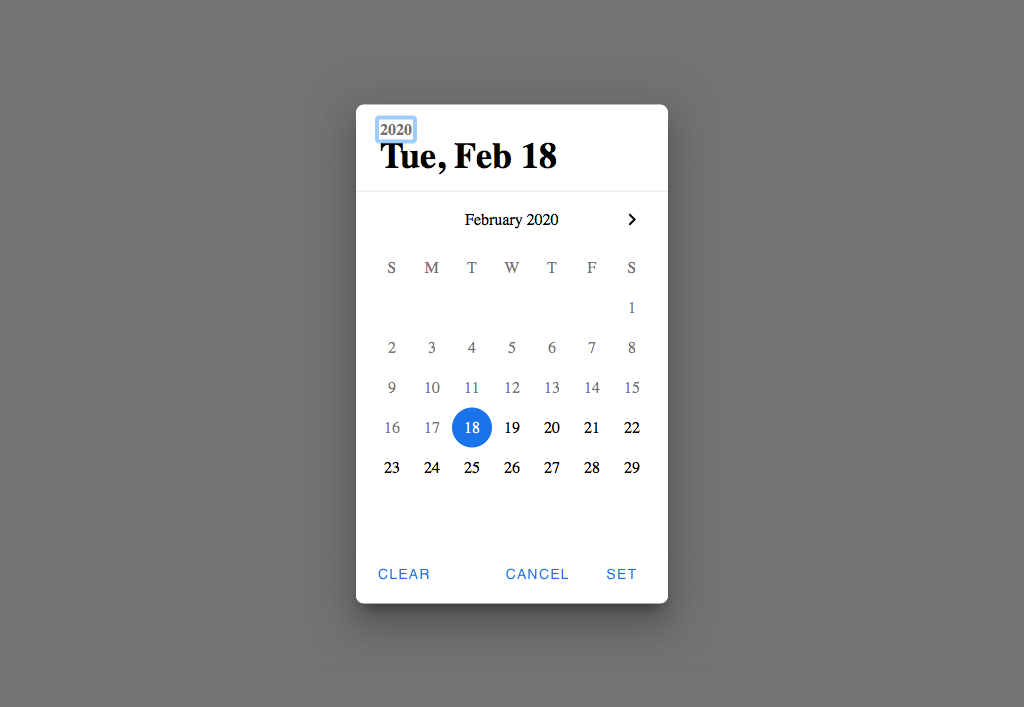 2020
Tue, Feb 18
February 2020
S M T W T F S
1
2 3 4 5 6 7 8
9 10 11 12 13 14 15
16 17 18 19 20 21 22
23 24 25 26 27 28 29
CLEAR CANCEL SET